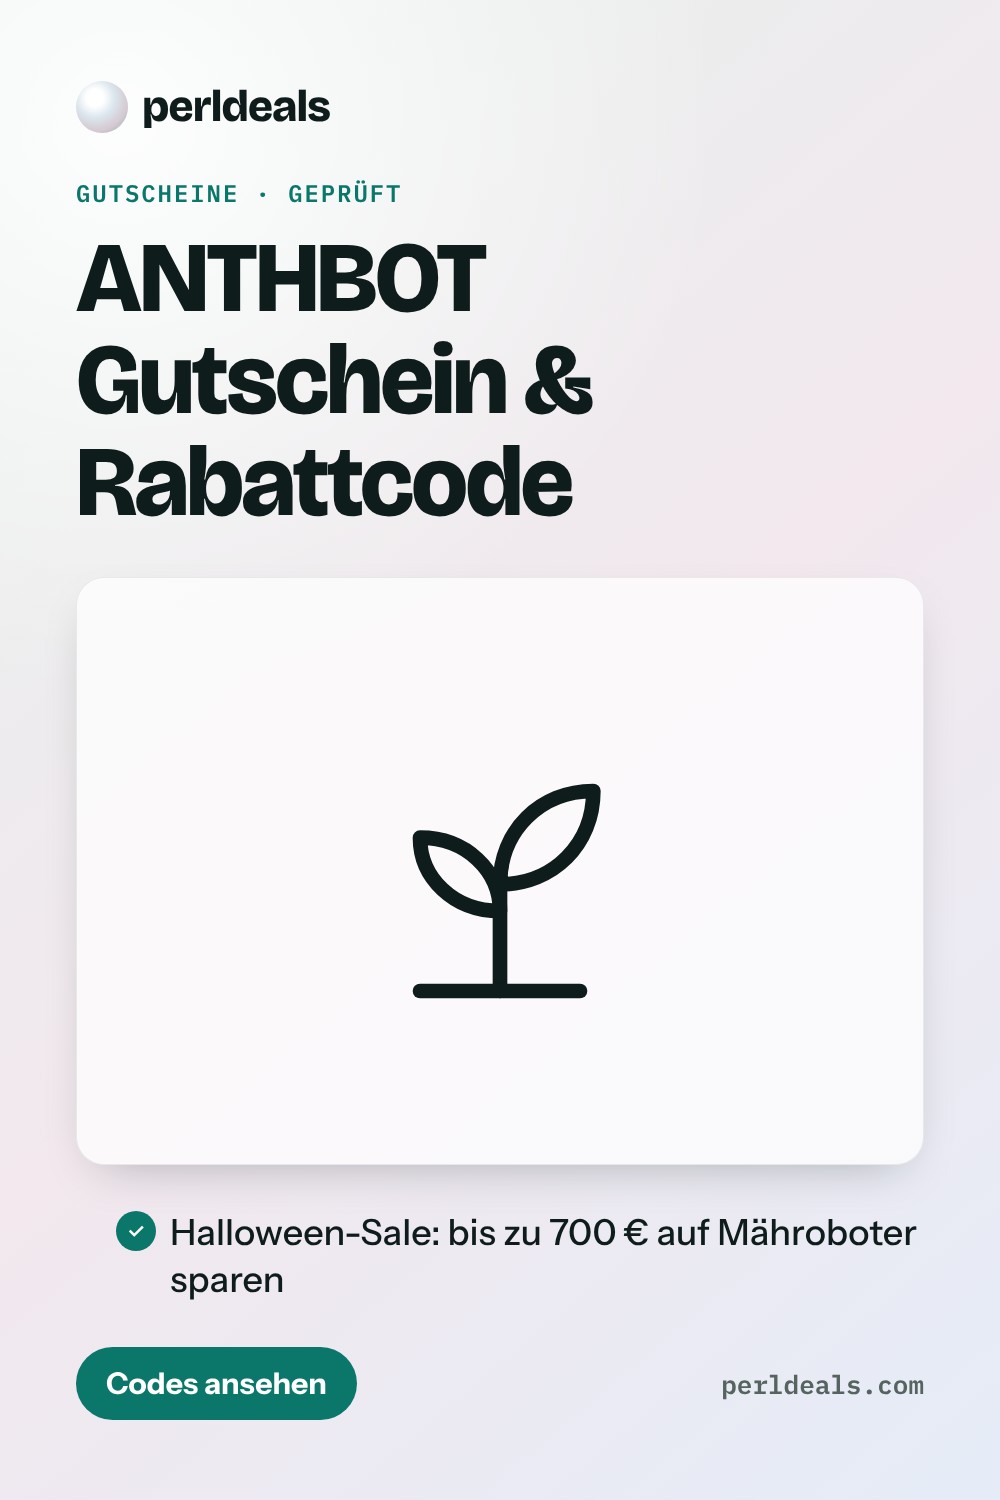 perldeals
GUTSCHEINE · GEPRÜFT
ANTHBOT
Gutschein &
Rabattcode
Halloween-Sale: bis zu 700 € auf Mähroboter
sparen
Codes ansehen
perldeals.com